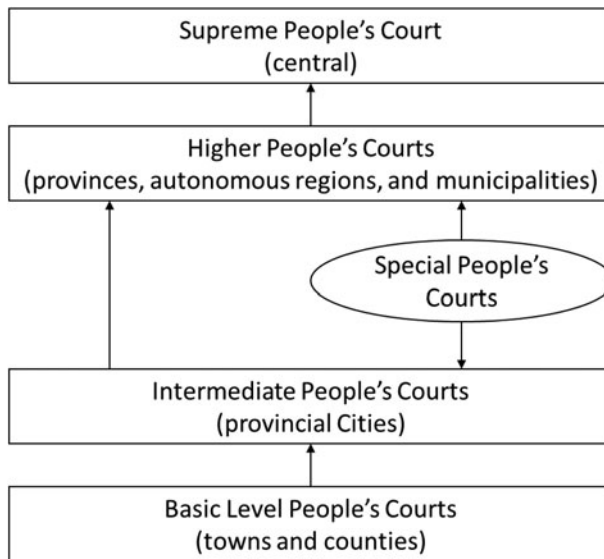 Supreme People’s Court
(central)
Higher People’s Courts
(provinces, autonomous regions, and municipalities)
Special People’s
Courts
Intermediate People’s Courts
(provincial Cities)
Basic Level People’s Courts
(towns and counties)